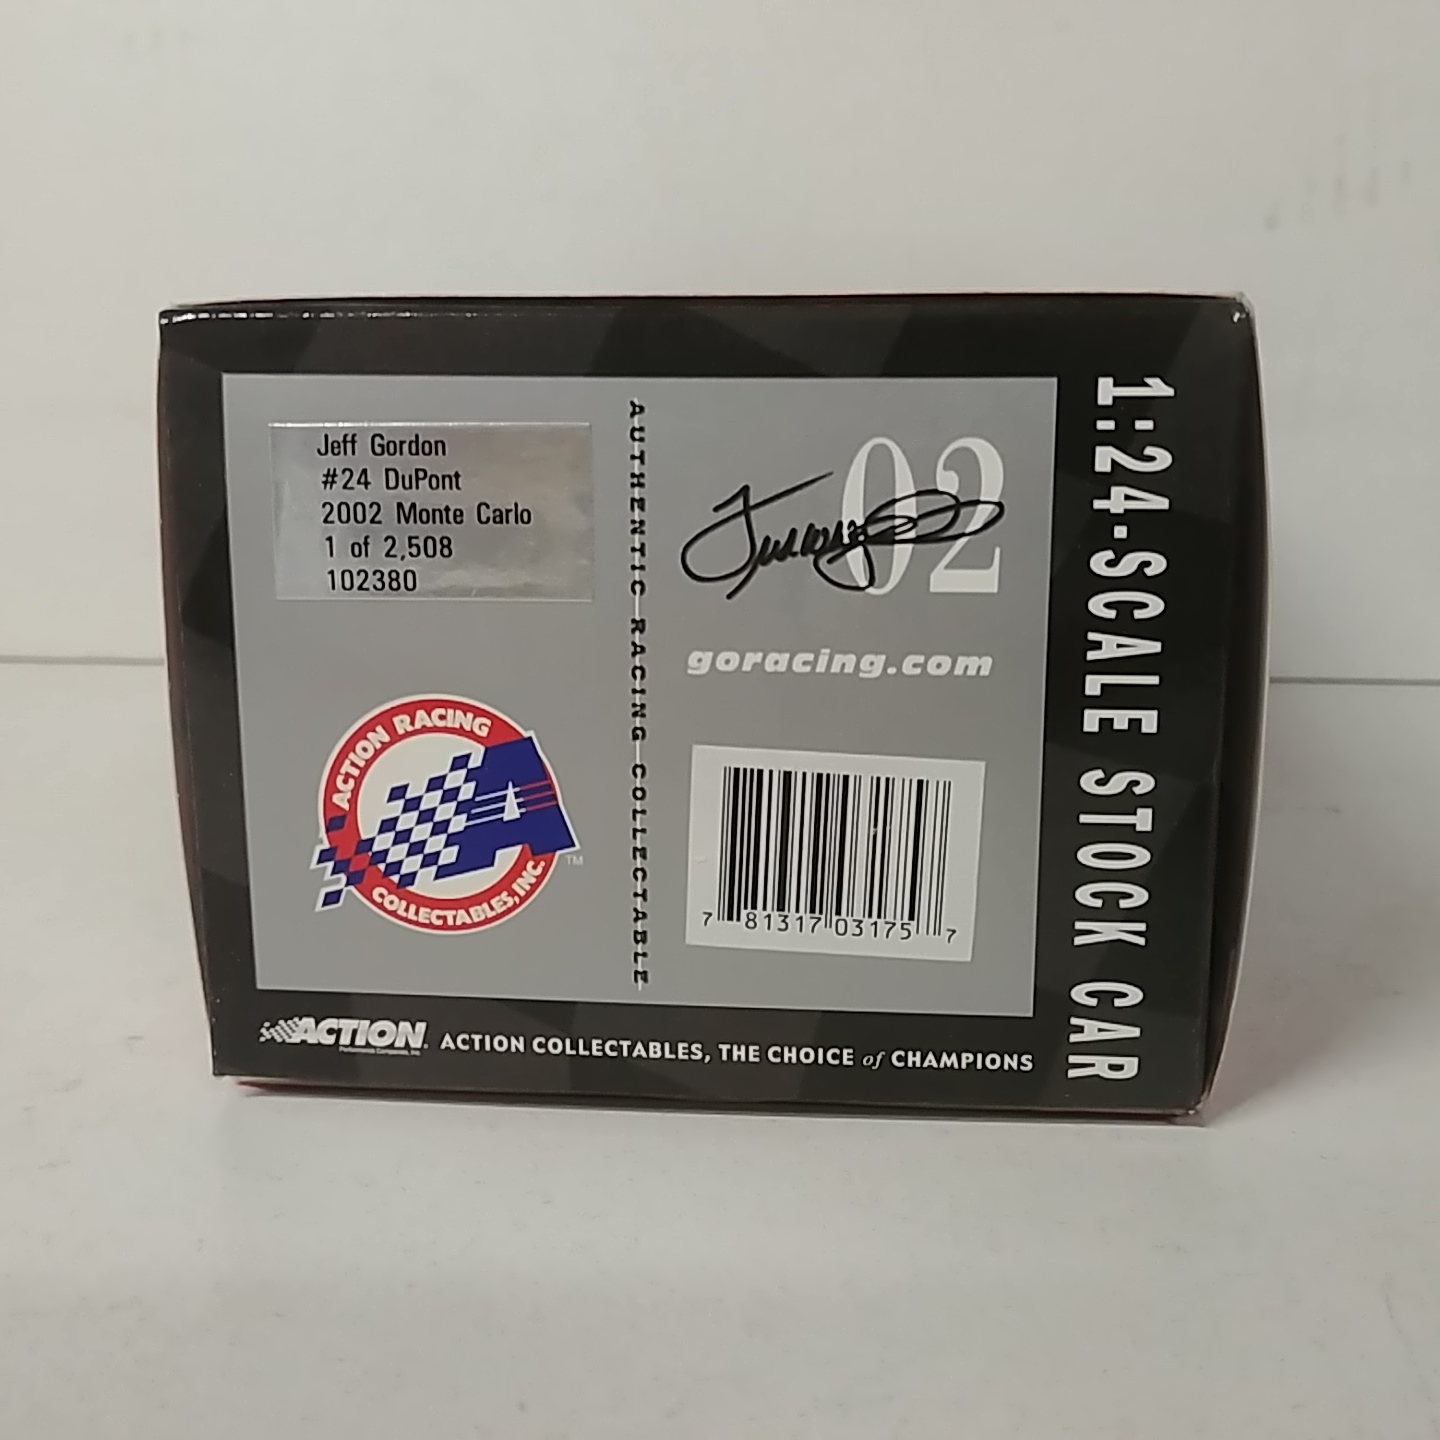 Jeff Gordon
#24 DuPont
2002 Monte Carlo
1 of 2,508
102380
ACTION RACING
COLLECTABLES, INC.
TM
AUTHENTIC RACING COLLECTABLE
02
goracing.com
7 81317 03175 7
1:24-SCALE STOCK CAR
ACTION
ACTION COLLECTABLES, THE CHOICE of CHAMPIONS